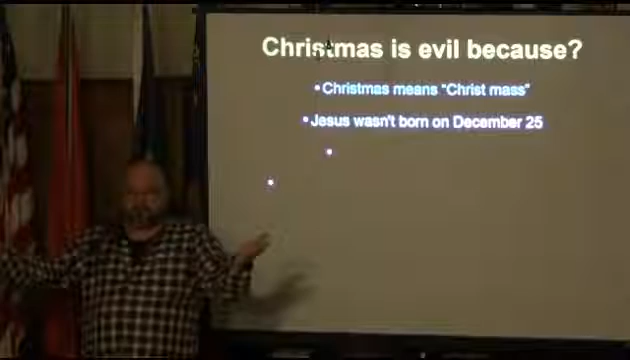 Christmas is evil because?
•Christmas means "Christ mass"
•Jesus wasn't born on December 25
•
•